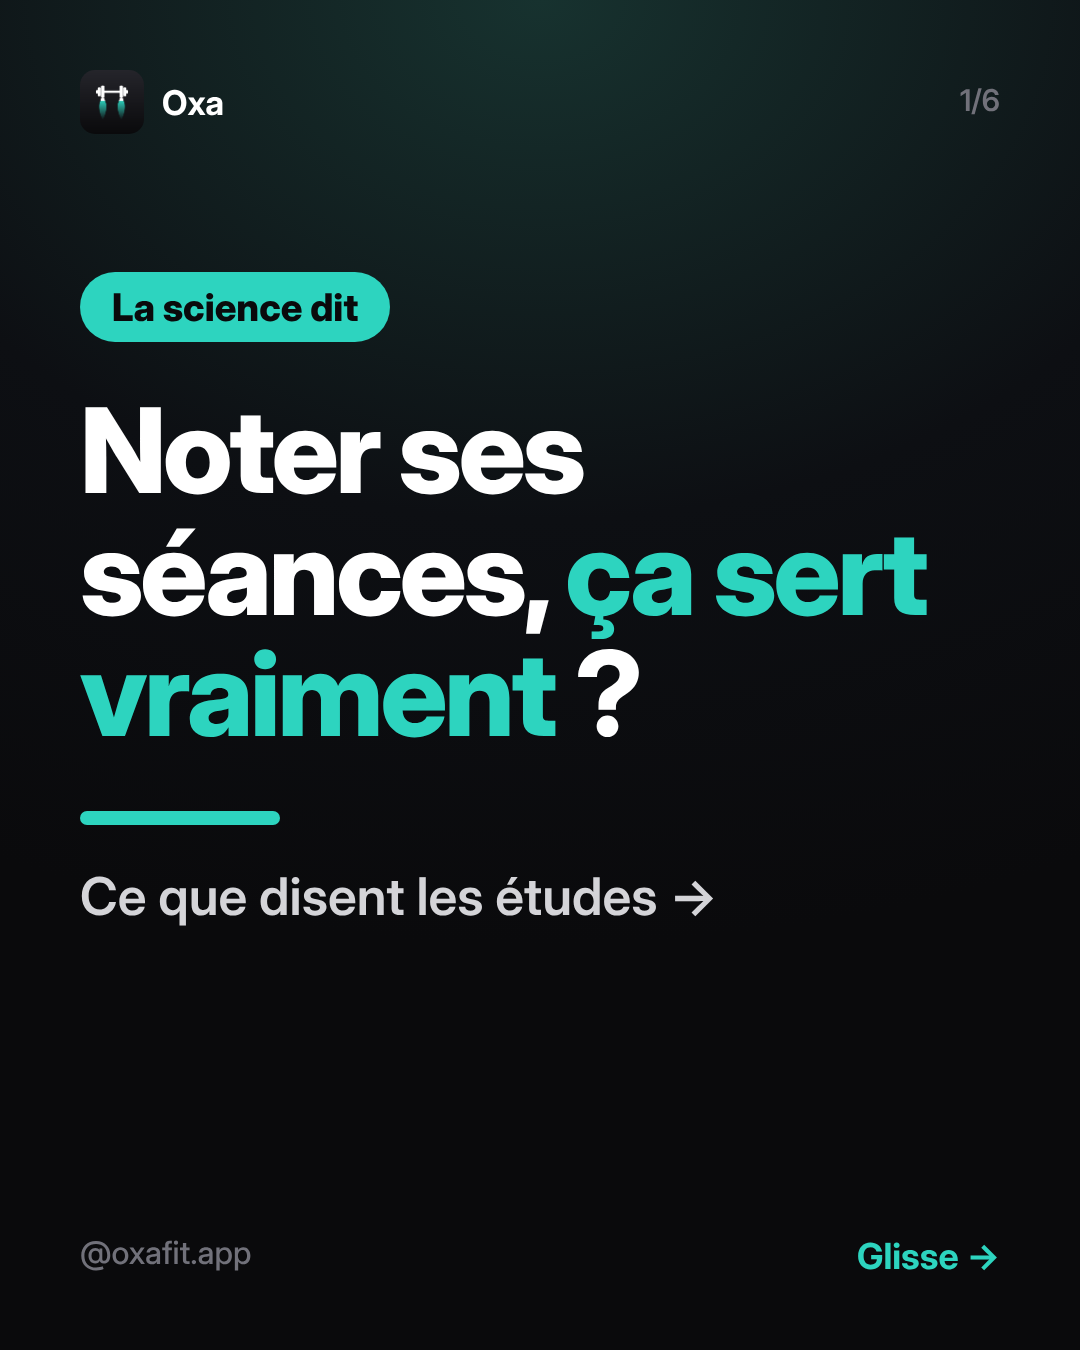 Oxa
1/6
La science dit
Noter ses
séances, ça sert
vraiment ?
Ce que disent les études →
@oxafit.app
Glisse →